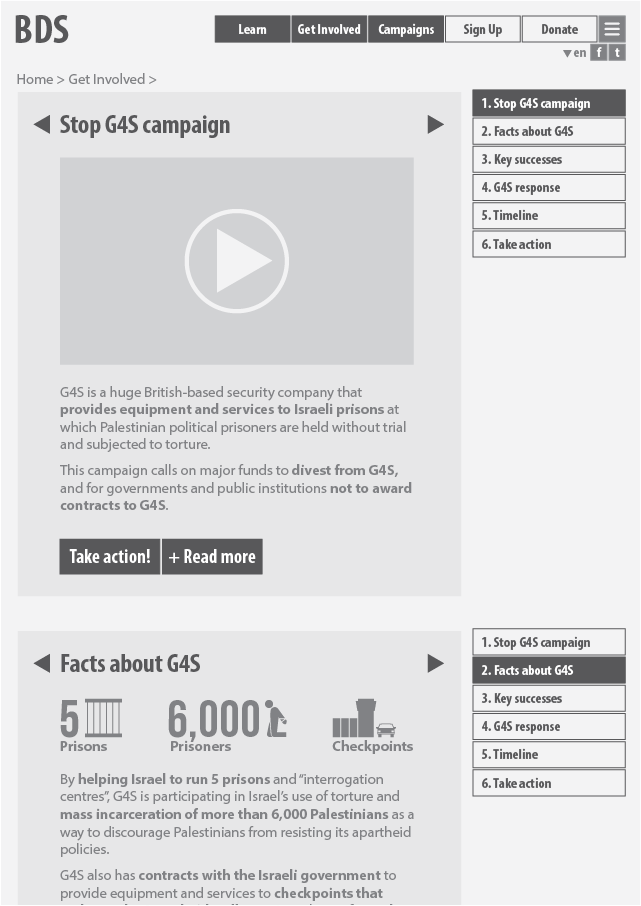 BDS
Learn
Get Involved
Campaigns
Sign Up
Donate
en
f
t
Home > Get Involved >
Stop G4S campaign
1. Stop G4S campaign
2. Facts about G4S
3. Key successes
4. G4S response
5. Timeline
6. Take action
G4S is a huge British-based security company that
provides equipment and services to Israeli prisons at
which Palestinian political prisoners are held without trial
and subjected to torture.
This campaign calls on major funds to divest from G4S,
and for governments and public institutions not to award
contracts to G4S.
Take action!
+ Read more
Facts about G4S
1. Stop G4S campaign
2. Facts about G4S
3. Key successes
4. G4S response
5. Timeline
6. Take action
5
Prisons
6,000
Prisoners
Checkpoints
By helping Israel to run 5 prisons and “interrogation
centres”, G4S is participating in Israel’s use of torture and
mass incarceration of more than 6,000 Palestinians as a
way to discourage Palestinians from resisting its apartheid
policies.
G4S also has contracts with the Israeli government to
provide equipment and services to checkpoints that